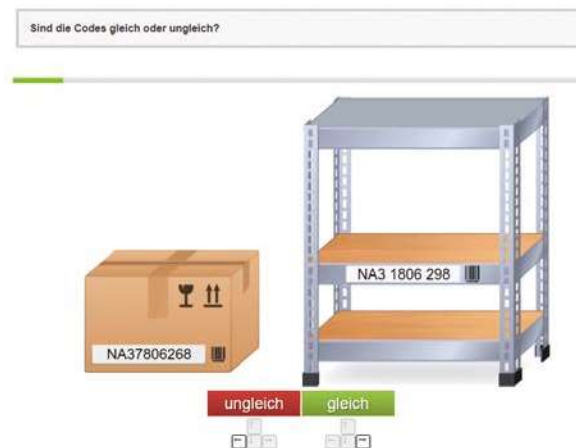 Sind die Codes gleich oder ungleich?
NA3 1806 298
NA37806268
ungleich
gleich